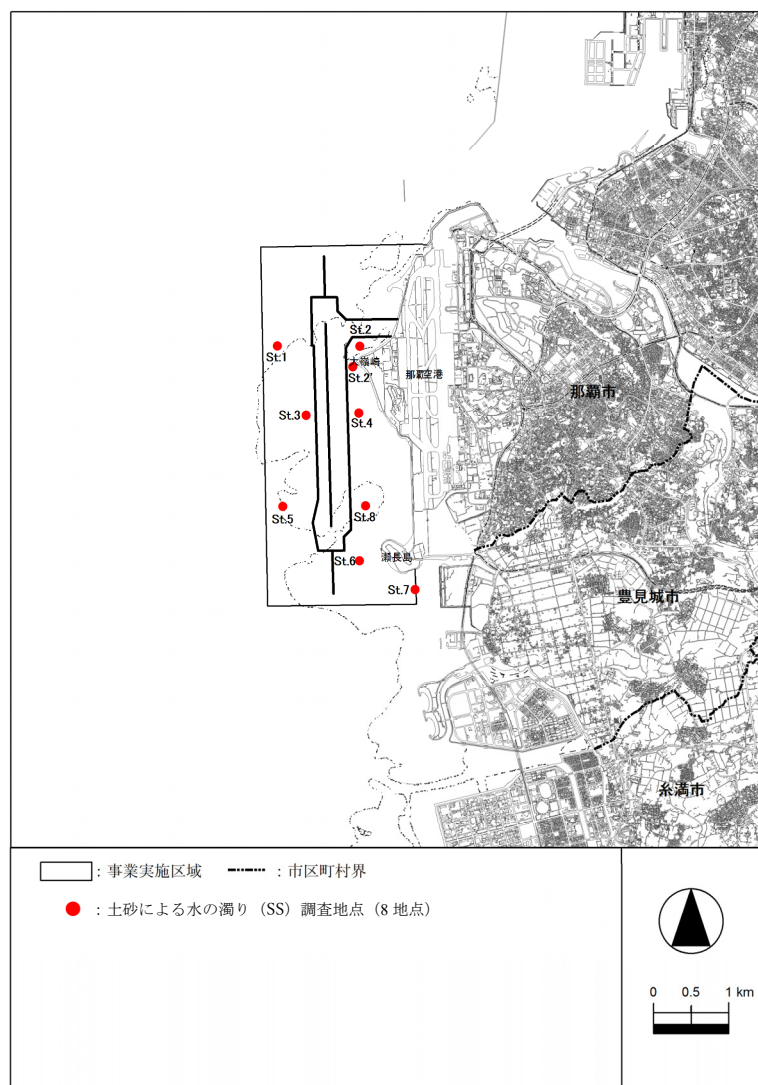 St.1
St.2
大嶺崎
St.2'
那覇空港
那覇市
St.3
St.4
St.5
St.8
St.6
瀬長島
St.7
豊見城市
糸満市
：事業実施区域
：市区町村界
：土砂による水の濁り（SS）調査地点（8 地点）
0 0.5 1 km